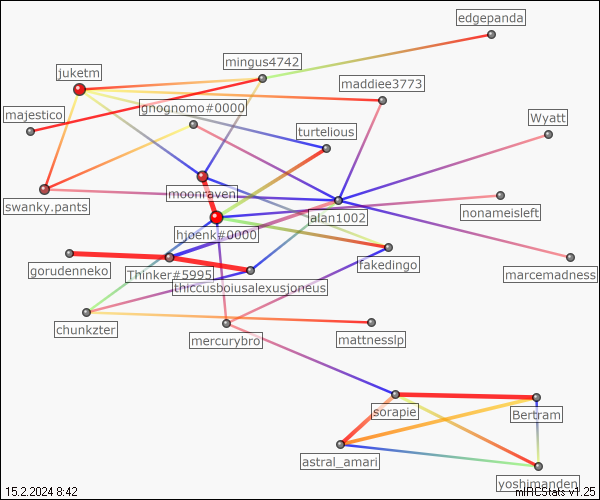 edgepanda
mingus4742
juketm
maddiee3773
gnognomo#0000
majestico
Wyatt
turtelious
moonraven
swanky.pants
alan1002
nonameisleft
hjoenk#0000
fakedingo
gorudenneko
Thinker#5995
marcemadness
thiccusboiusalexusjoneus
chunkzter
mercurybro
mattnesslp
sorapie
Bertram
astral_amari
yoshimanden
15.2.2024 8:42
mIRCStats v1.25